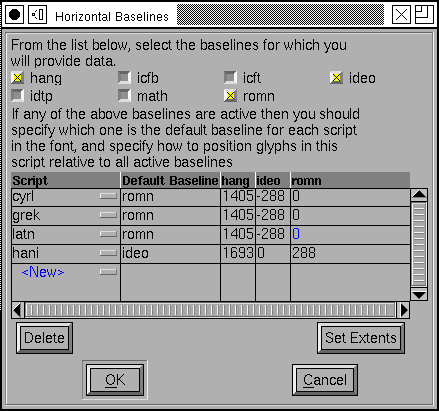 Horizontal Baselines
From the list below, select the baselines for which you
will provide data.
hang icfb icft ideo
idtp math romn
If any of the above baselines are active then you should
specify which one is the default baseline for each script
in the font, and specify how to position glyphs in this
script relative to all active baselines
Script Default Baseline hang ideo romn
cyrl romn 1405 -288 0
grek romn 1405 -288 0
latn romn 1405 -288 0
hani ideo 1693 0 288
<New>
Delete Set Extents
OK Cancel